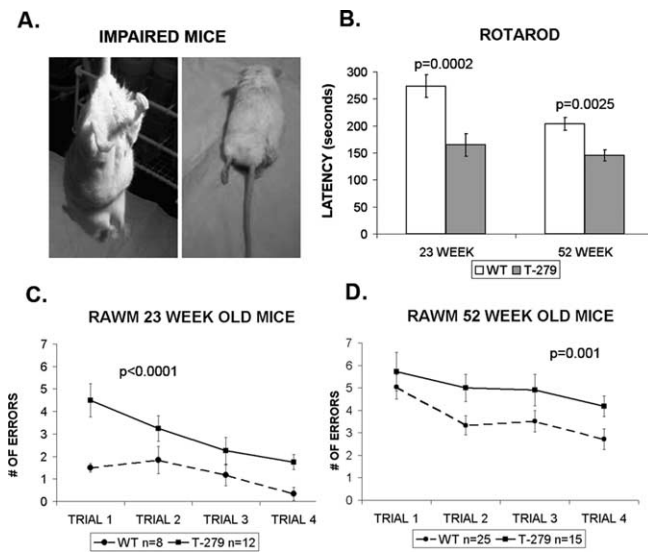 A.
IMPAIRED MICE
B.
ROTAROD
LATENCY (seconds)
300
250
200
150
100
50
0
p=0.0002
p=0.0025
23 WEEK
52 WEEK
WT T-279
C.
RAWM 23 WEEK OLD MICE
# OF ERRORS
7
6
5
4
3
2
1
0
p<0.0001
TRIAL 1 TRIAL 2 TRIAL 3 TRIAL 4
WT n=8 T-279 n=12
D.
RAWM 52 WEEK OLD MICE
# OF ERRORS
7
6
5
4
3
2
1
0
p=0.001
TRIAL 1 TRIAL 2 TRIAL 3 TRIAL 4
WT n=25 T-279 n=15